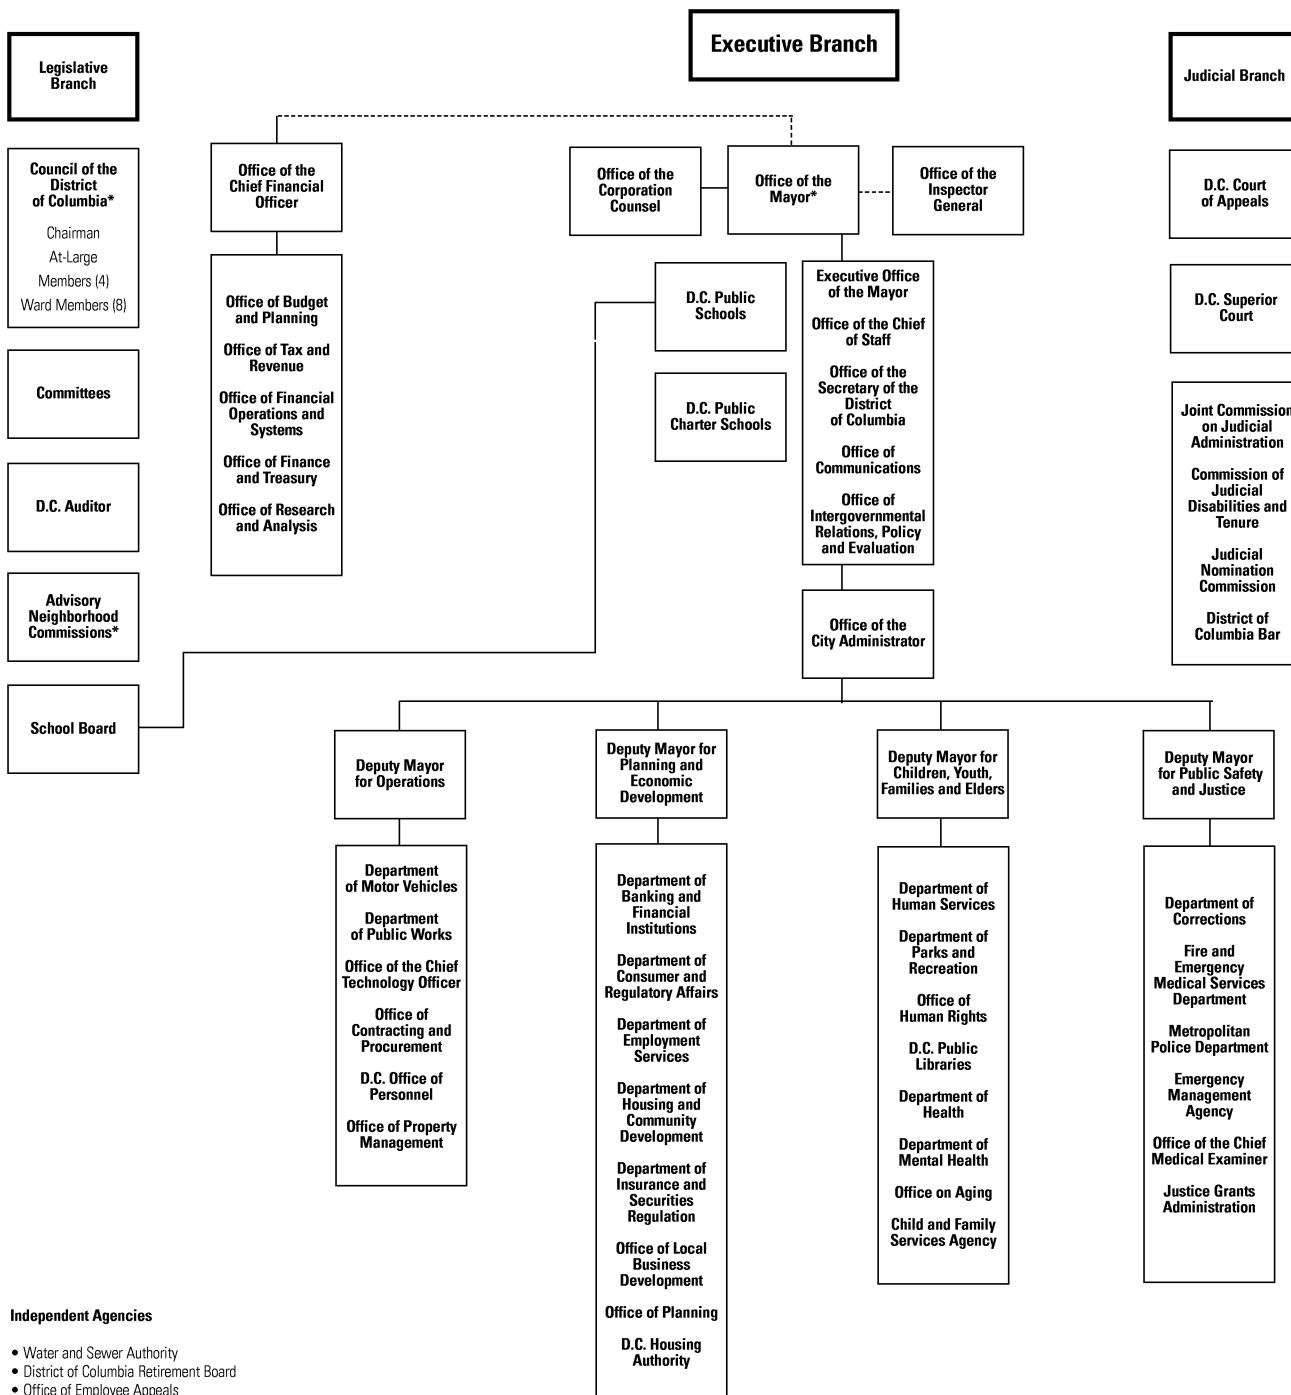 Executive Branch
Legislative
Branch
Judicial Branch
Council of the
District
of Columbia*
Chairman
At-Large
Members (4)
Ward Members (8)
Committees
D.C. Auditor
Advisory
Neighborhood
Commissions*
School Board
Office of the
Chief Financial
Officer
Office of Budget
and Planning
Office of Tax and
Revenue
Office of Financial
Operations and
Systems
Office of Finance
and Treasury
Office of Research
and Analysis
Office of the
Corporation
Counsel
Office of the
Mayor*
Office of the
Inspector
General
D.C. Public
Schools
D.C. Public
Charter Schools
Executive Office
of the Mayor
Office of the Chief
of Staff
Office of the
Secretary of the
District
of Columbia
Office of
Communications
Office of
Intergovernmental
Relations, Policy
and Evaluation
Office of the
City Administrator
D.C. Court
of Appeals
D.C. Superior
Court
Joint Commission
on Judicial
Administration
Commission of
Judicial
Disabilities and
Tenure
Judicial
Nomination
Commission
District of
Columbia Bar
Deputy Mayor
for Operations
Department
of Motor Vehicles
Department
of Public Works
Office of the Chief
Technology Officer
Office of
Contracting and
Procurement
D.C. Office of
Personnel
Office of Property
Management
Deputy Mayor for
Planning and
Economic
Development
Department of
Banking and
Financial
Institutions
Department of
Consumer and
Regulatory Affairs
Department of
Employment
Services
Department of
Housing and
Community
Development
Department of
Insurance and
Securities
Regulation
Office of Local
Business
Development
Office of Planning
D.C. Housing
Authority
Deputy Mayor for
Children, Youth,
Families and Elders
Department of
Human Services
Department of
Parks and
Recreation
Office of
Human Rights
D.C. Public
Libraries
Department of
Health
Department of
Mental Health
Office on Aging
Child and Family
Services Agency
Deputy Mayor
for Public Safety
and Justice
Department of
Corrections
Fire and
Emergency
Medical Services
Department
Metropolitan
Police Department
Emergency
Management
Agency
Office of the Chief
Medical Examiner
Justice Grants
Administration
Independent Agencies
• Water and Sewer Authority
• District of Columbia Retirement Board
• Office of Employee Appeals